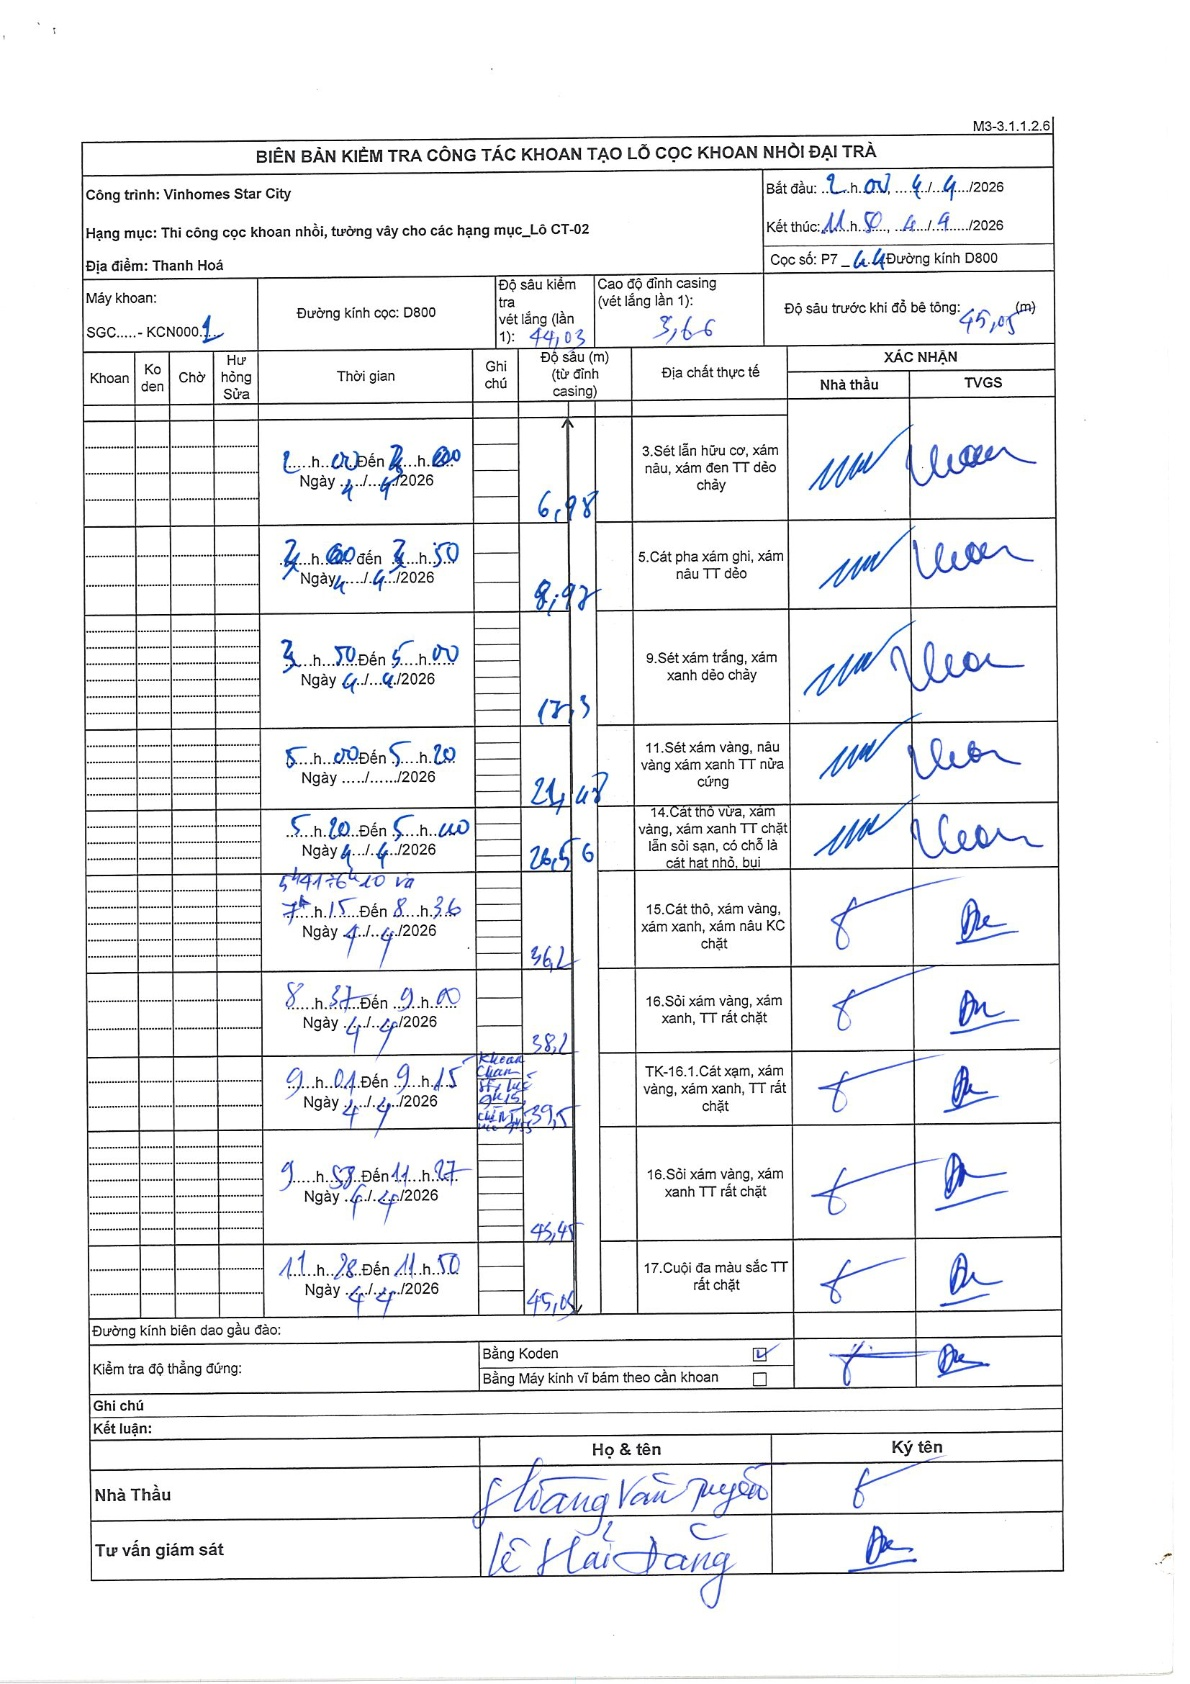 M3-3.1.1.2.6
BIÊN BẢN KIỂM TRA CÔNG TÁC KHOAN TẠO LỖ CỌC KHOAN NHỒI ĐẠI TRÀ
Công trình: Vinhomes Star City
Hạng mục: Thi công cọc khoan nhồi, tường vây cho các hạng mục_Lô CT-02
Địa điểm: Thanh Hoá
Bắt đầu: 2 h 00, 4/4/2026
Kết thúc: 11 h 50, 4/4/2026
Cọc số: P7_44 Đường kính D800
Máy khoan:
SGC.....- KCN000.1
Đường kính cọc: D800
Độ sâu kiểm
tra
vét lắng (lần
1): 44,03
Cao độ đỉnh casing
(vét lắng lần 1):
3,66
Độ sâu trước khi đổ bê tông: 45,05 (m)
Khoan
Ko
den
Chờ
Hư
hỏng
Sửa
Thời gian
Ghi
chú
Độ sâu (m)
(từ đỉnh
casing)
Địa chất thực tế
XÁC NHẬN
Nhà thầu
TVGS
2 h 00 Đến 3 h 00
Ngày 4/4/2026
6,98
3.Sét lẫn hữu cơ, xám
nâu, xám đen TT dẻo
chảy
3 h 00 đến 3 h 50
Ngày 4/4/2026
8,98
5.Cát pha xám ghi, xám
nâu TT dẻo
3 h 50 Đến 5 h 00
Ngày 4/4/2026
9.Sét xám trắng, xám
xanh dẻo chảy
5 h 00 Đến 5 h 20
Ngày ...../....../2026
21,48
11.Sét xám vàng, nâu
vàng xám xanh TT nửa
cứng
5 h 20 Đến 5 h 40
Ngày 4/4/2026
26,56
14.Cát thô vừa, xám
vàng, xám xanh TT chặt
lẫn sỏi sạn, có chỗ là
cát hạt nhỏ, bụi
5h41÷6h10 và
7h h 15 Đến 8 h 36
Ngày 4/4/2026
36,2
15.Cát thô, xám vàng,
xám xanh, xám nâu KC
chặt
8 h 37 Đến 9 h 00
Ngày 4/4/2026
38,2
16.Sỏi xám vàng, xám
xanh, TT rất chặt
9 h 01 Đến 9 h 15
Ngày 4/4/2026
Khoan
chạm
39,5
TK-16.1.Cát xạm, xám
vàng, xám xanh, TT rất
chặt
9 h 53 Đến 11 h 27
Ngày 4/4/2026
16.Sỏi xám vàng, xám
xanh TT rất chặt
11 h 28 Đến 11 h 50
Ngày 4/4/2026
45,05
17.Cuội đa màu sắc TT
rất chặt
Đường kính biên dao gầu đào:
Kiểm tra độ thẳng đứng:
Bằng Koden
Bằng Máy kinh vĩ bám theo cần khoan
Ghi chú
Kết luận:
Họ & tên
Ký tên
Nhà Thầu
Hoàng Văn Tuyển
Tư vấn giám sát
Lê Hải Đăng